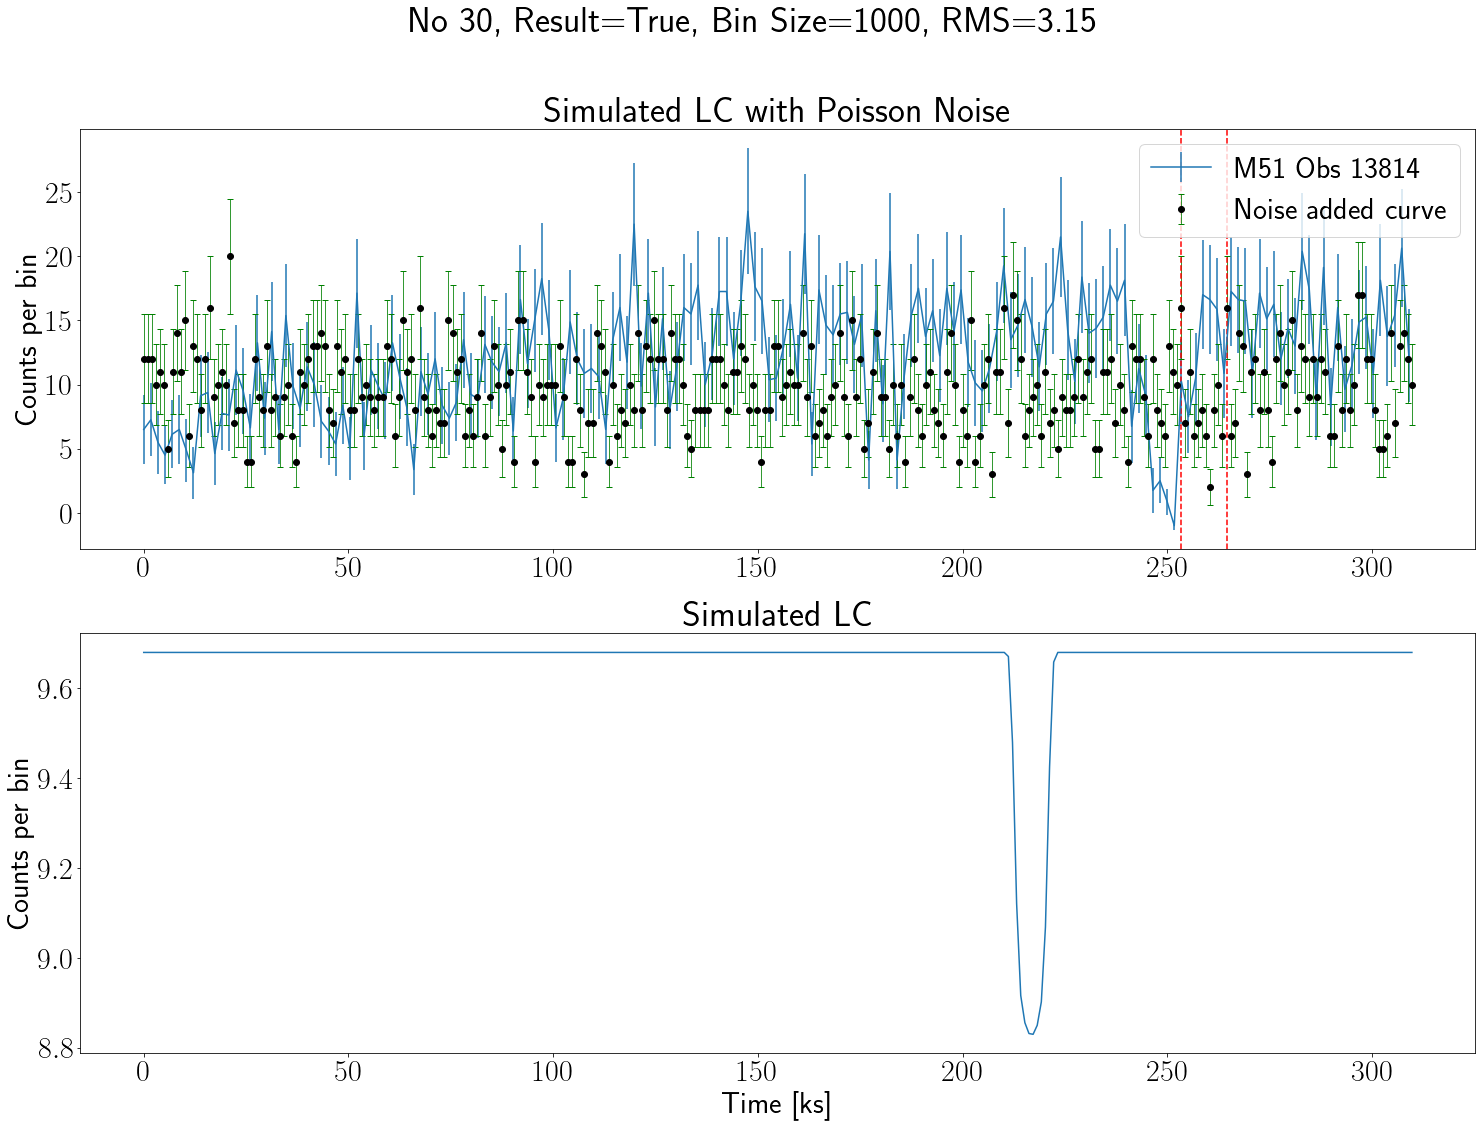 No 30, Result=True, Bin Size=1000, RMS=3.15
Simulated LC with Poisson Noise
Counts per bin
25
20
15
10
5
0
M51 Obs 13814
Noise added curve
0 50 100 150 200 250 300
Simulated LC
Counts per bin
9.6
9.4
9.2
9.0
8.8
0 50 100 150 200 250 300
Time [ks]